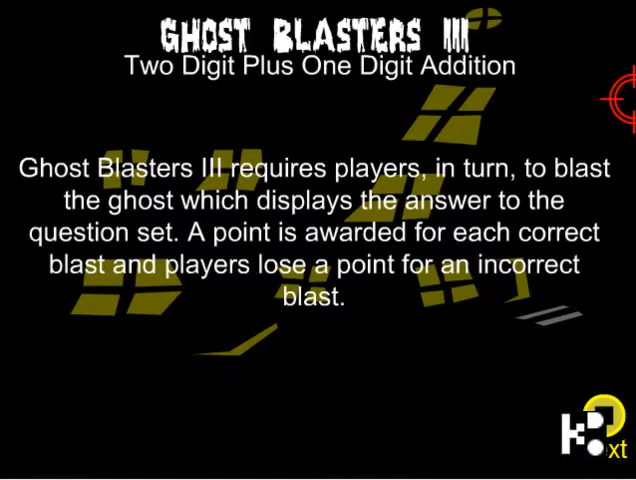 GHOST BLASTERS III
Two Digit Plus One Digit Addition
Ghost Blasters III requires players, in turn, to blast
the ghost which displays the answer to the
question set. A point is awarded for each correct
blast and players lose a point for an incorrect
blast.